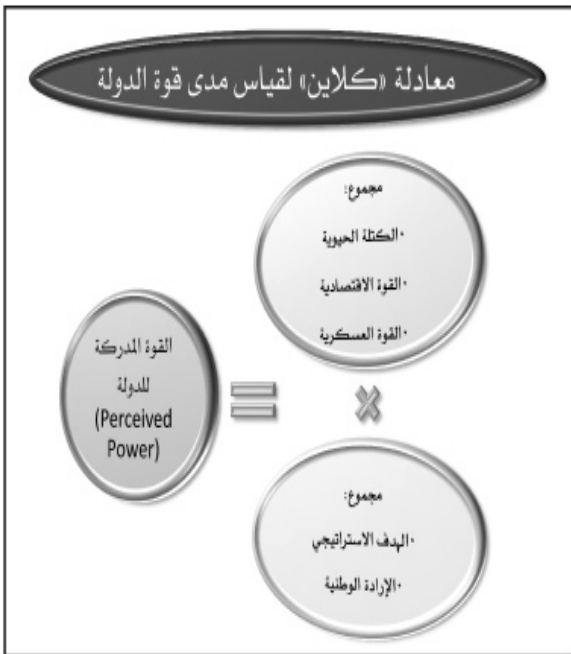 معادلة «كلاين» لقياس مدى قوة الدولة
مجموع:
•الكتلة الحيوية
•القوة الاقتصادية
•القوة العسكرية
×
القوة المدركة
للدولة
(Perceived
Power)
=
مجموع:
•الهدف الاستراتيجي
•الإرادة الوطنية